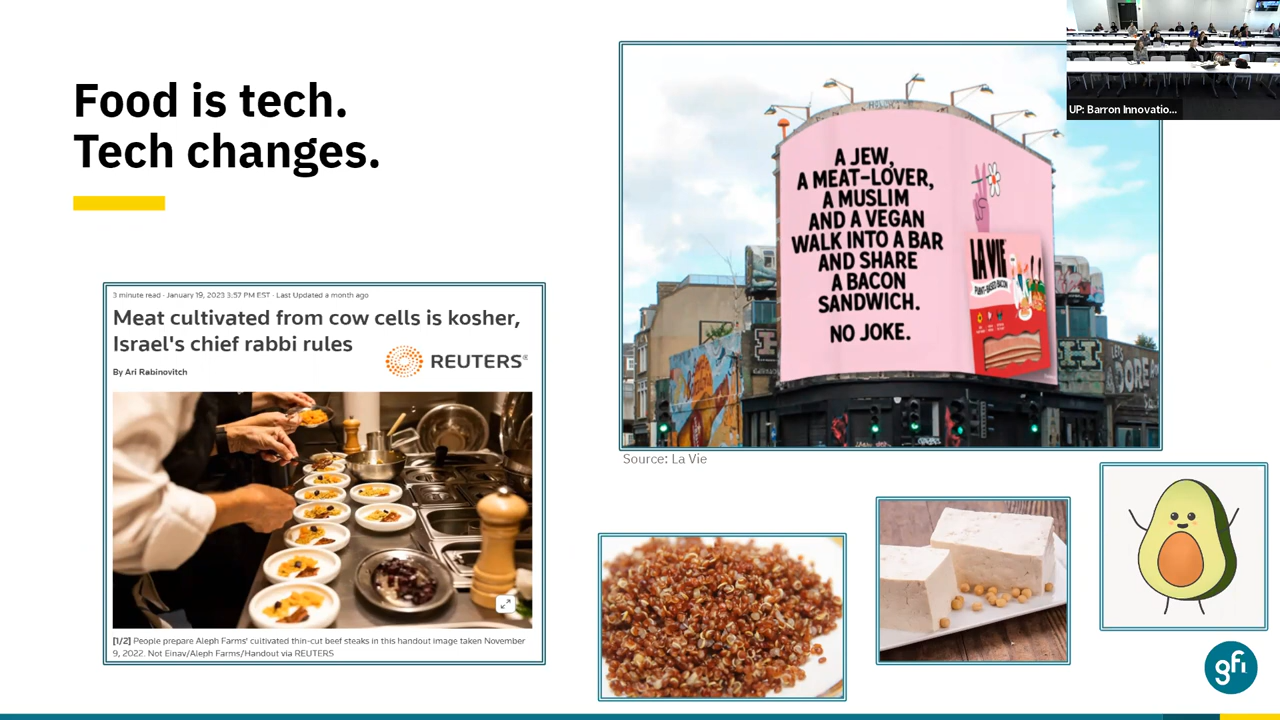 Food is tech.
Tech changes.
3 minute read · January 19, 2023 3:57 PM EST · Last Updated a month ago
Meat cultivated from cow cells is kosher,
Israel's chief rabbi rules
REUTERS®
By Ari Rabinovitch
[1/2] People prepare Aleph Farms' cultivated thin-cut beef steaks in this handout image taken November
9, 2022. Not Einav/Aleph Farms/Handout via REUTERS
A JEW,
A MEAT-LOVER,
A MUSLIM
AND A VEGAN
WALK INTO A BAR
AND SHARE
A BACON
SANDWICH.
NO JOKE.
LA VIE
PLANT-BASED BACON
LET'S
Source: La Vie
UP: Barron Innovatio...
gfi